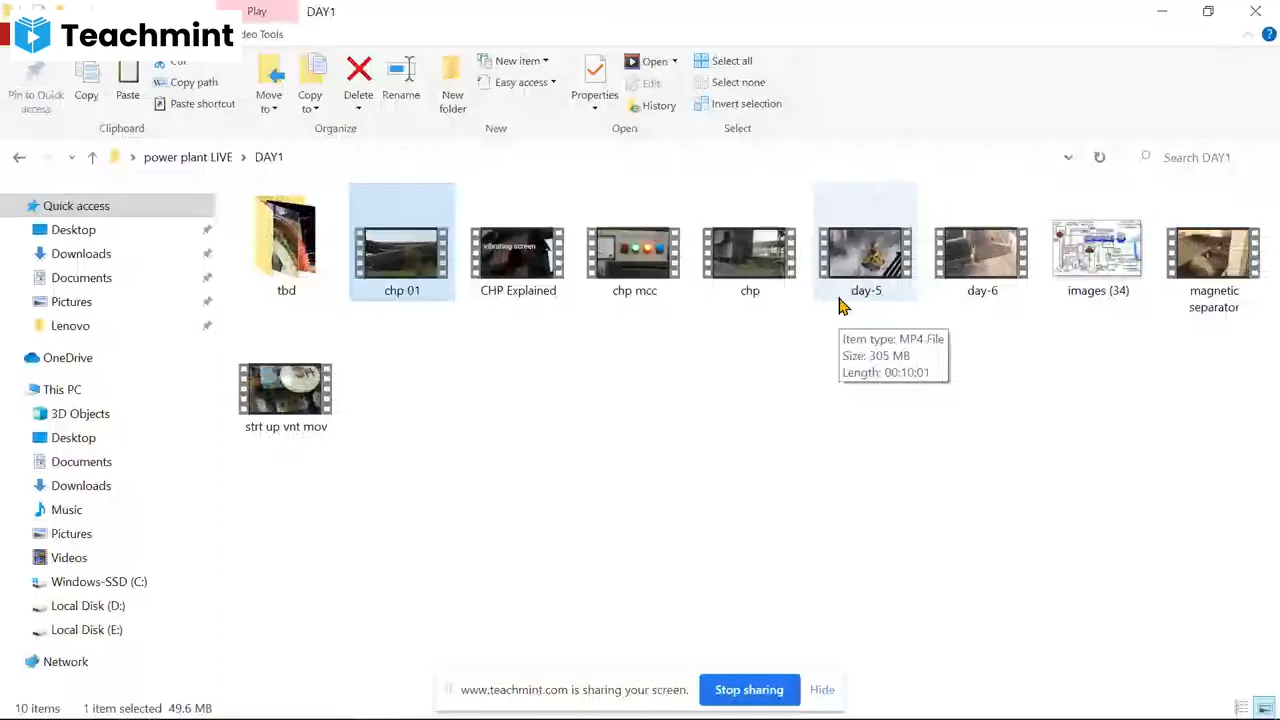 Play
DAY1
Teachmint
deo Tools
Cut
Copy path
Paste shortcut
Pin to Quick
access
Copy
Paste
Move
to
Copy
to
Delete
Rename
New
folder
New item
Easy access
Properties
Open
Edit
History
Select all
Select none
Invert selection
Clipboard
Organize
New
Open
Select
power plant LIVE
DAY1
Search DAY1
Quick access
Desktop
Downloads
Documents
Pictures
Lenovo
OneDrive
This PC
3D Objects
Desktop
Documents
Downloads
Music
Pictures
Videos
Windows-SSD (C:)
Local Disk (D:)
Local Disk (E:)
Network
vibrating screen
tbd
chp 01
CHP Explained
chp mcc
chp
day-5
day-6
images (34)
magnetic
separator
Item type: MP4 File
Size: 305 MB
Length: 00:10:01
strt up vnt mov
www.teachmint.com is sharing your screen.
Stop sharing
Hide
10 items
1 item selected
49.6 MB